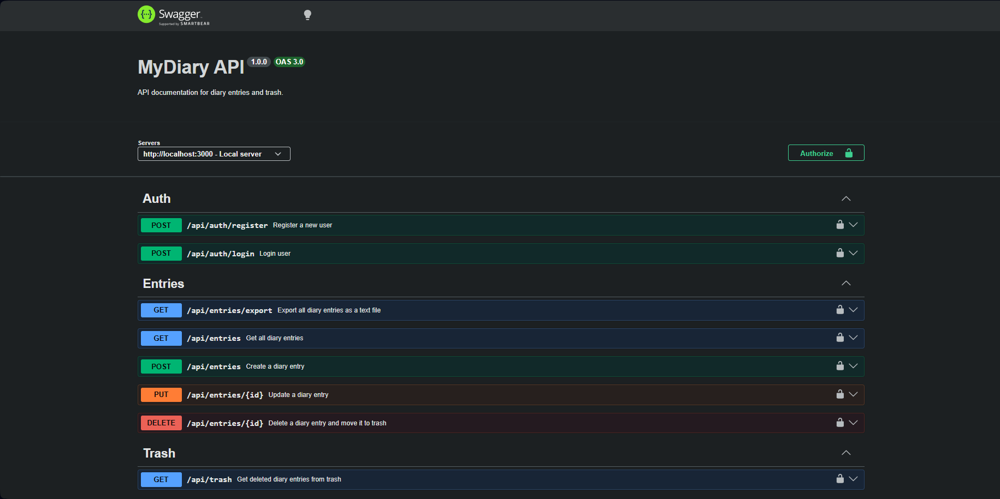 Swagger
Supported by SMARTBEAR
MyDiary API 1.0.0 OAS 3.0
API documentation for diary entries and trash.
Servers
http://localhost:3000 - Local server
Authorize
Auth
POST /api/auth/register Register a new user
POST /api/auth/login Login user
Entries
GET /api/entries/export Export all diary entries as a text file
GET /api/entries Get all diary entries
POST /api/entries Create a diary entry
PUT /api/entries/{id} Update a diary entry
DELETE /api/entries/{id} Delete a diary entry and move it to trash
Trash
GET /api/trash Get deleted diary entries from trash